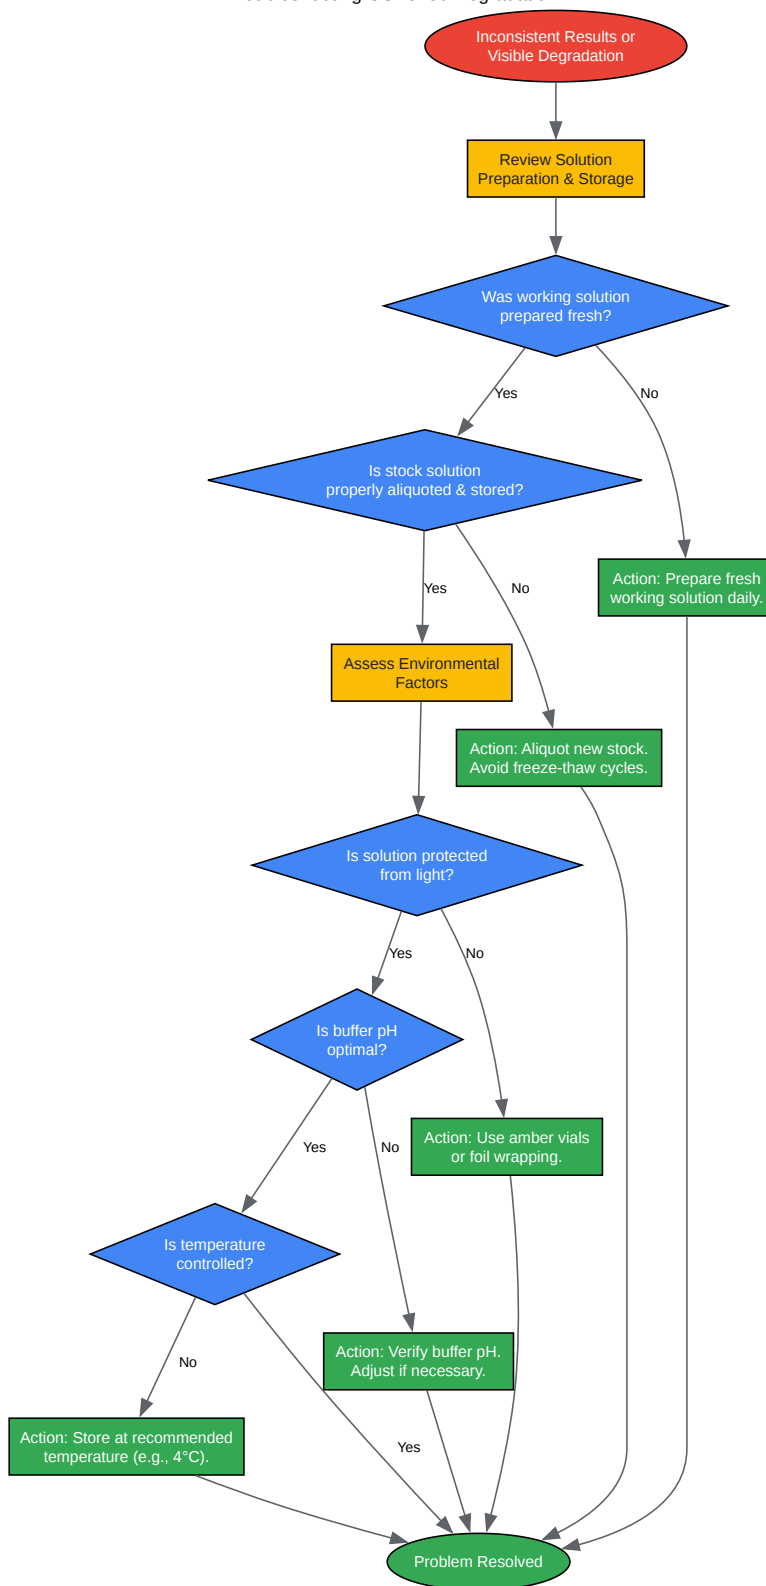 Inconsistent Results or
Visible Degradation
Review Solution
Preparation & Storage
Was working solution
prepared fresh?
Yes
No
Is stock solution
properly aliquoted & stored?
Action: Prepare fresh
working solution daily.
Yes
No
Assess Environmental
Factors
Action: Aliquot new stock.
Avoid freeze-thaw cycles.
Is solution protected
from light?
Yes
No
Is buffer pH
optimal?
Action: Use amber vials
or foil wrapping.
Yes
No
Is temperature
controlled?
Action: Verify buffer pH.
Adjust if necessary.
No
Yes
Action: Store at recommended
temperature (e.g., 4°C).
Problem Resolved